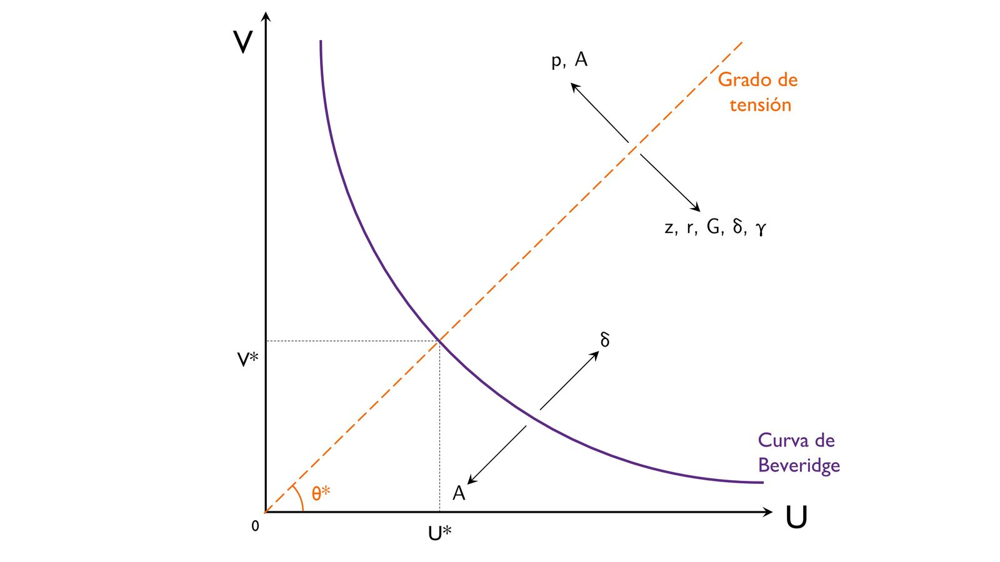 V
p, A
Grado de
tensión
z, r, G, δ, γ
δ
V*
Curva de
Beveridge
θ*
A
0
U*
U